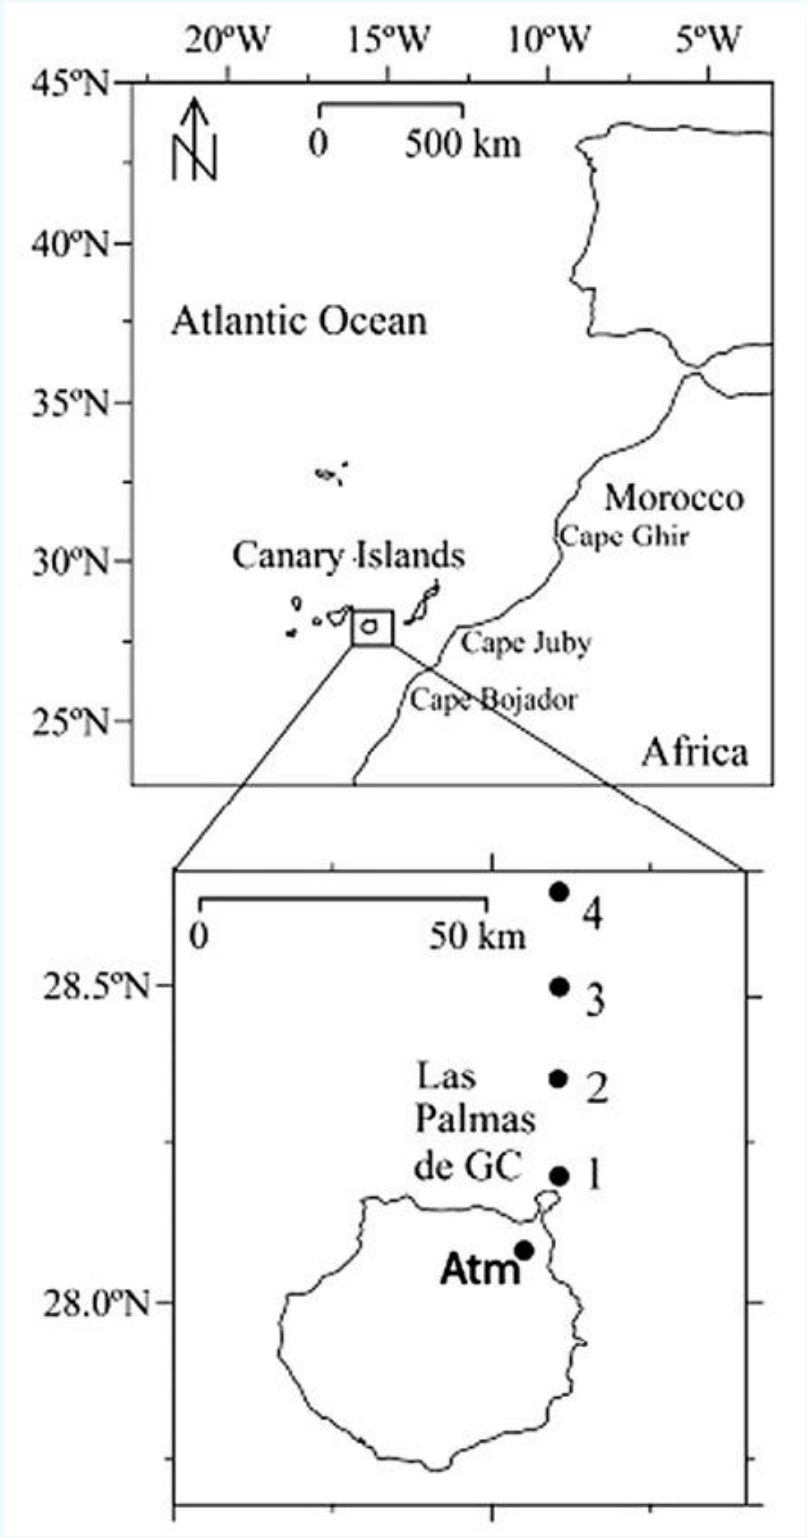 20ºW 15ºW 10ºW 5ºW
45ºN
N
0 500 km
40ºN
Atlantic Ocean
35ºN
Morocco
Cape Ghir
30ºN
Canary Islands
Cape Juby
Cape Bojador
25ºN
Africa
4
0 50 km
28.5ºN
3
Las
2
Palmas
de GC
1
Atm
28.0ºN